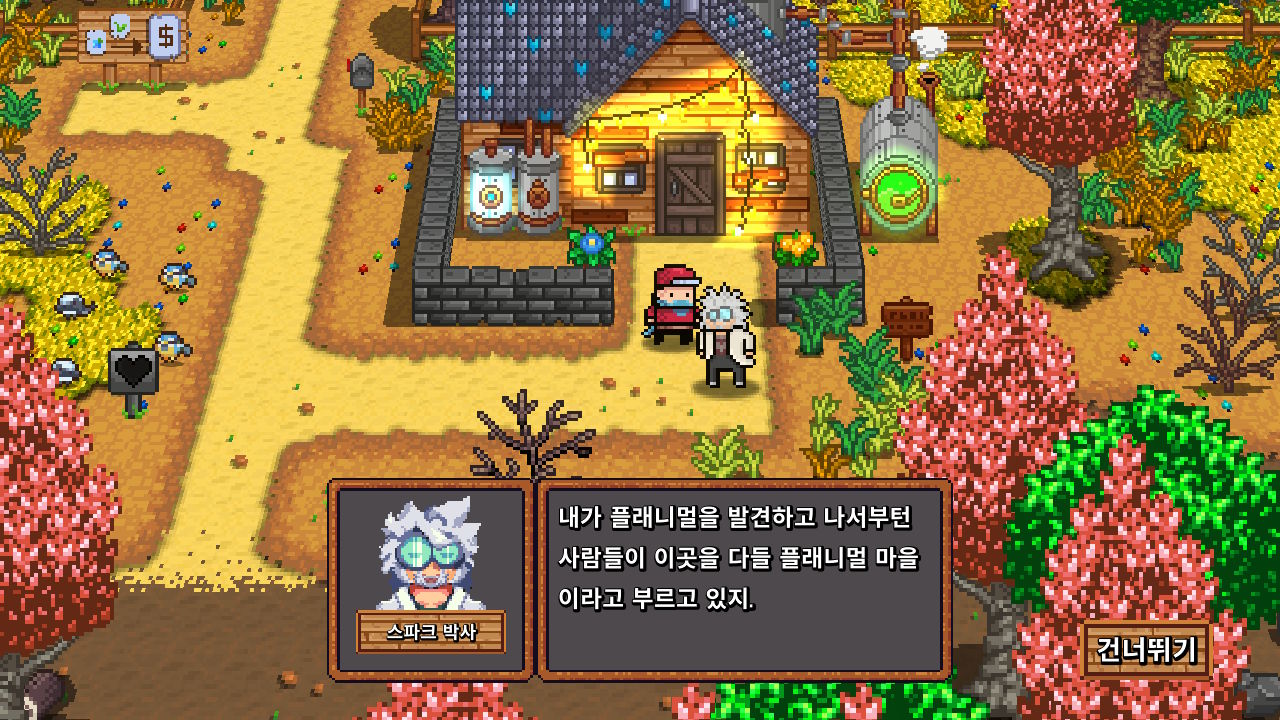 $
내가 플래니멀을 발견하고 나서부턴
사람들이 이곳을 다들 플래니멀 마을
이라고 부르고 있지.
스파크 박사
건너뛰기